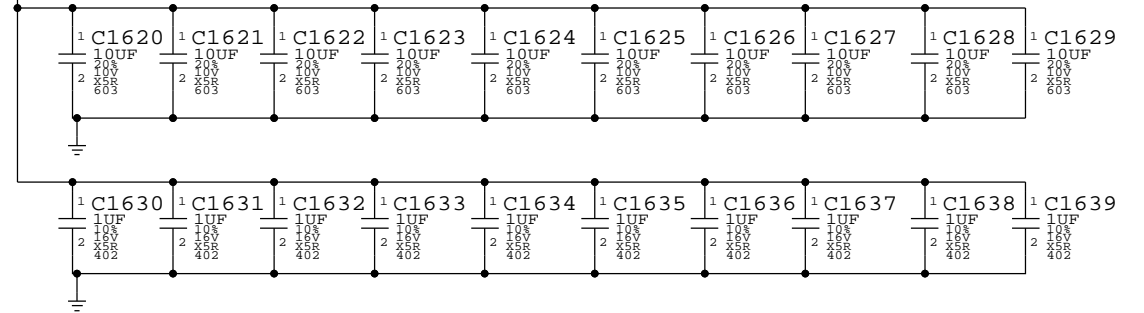 1 C1620 1 C1621 1 C1622 1 C1623 1 C1624 1 C1625 1 C1626 1 C1627 1 C1628 1 C1629
10UF 10UF 10UF 10UF 10UF 10UF 10UF 10UF 10UF 10UF
20% 20% 20% 20% 20% 20% 20% 20% 20% 20%
10V 10V 10V 10V 10V 10V 10V 10V 10V 10V
2 X5R 2 X5R 2 X5R 2 X5R 2 X5R 2 X5R 2 X5R 2 X5R 2 X5R 2 X5R
603 603 603 603 603 603 603 603 603 603
1 C1630 1 C1631 1 C1632 1 C1633 1 C1634 1 C1635 1 C1636 1 C1637 1 C1638 1 C1639
1UF 1UF 1UF 1UF 1UF 1UF 1UF 1UF 1UF 1UF
10% 10% 10% 10% 10% 10% 10% 10% 10% 10%
16V 16V 16V 16V 16V 16V 16V 16V 16V 16V
2 X5R 2 X5R 2 X5R 2 X5R 2 X5R 2 X5R 2 X5R 2 X5R 2 X5R 2 X5R
402 402 402 402 402 402 402 402 402 402